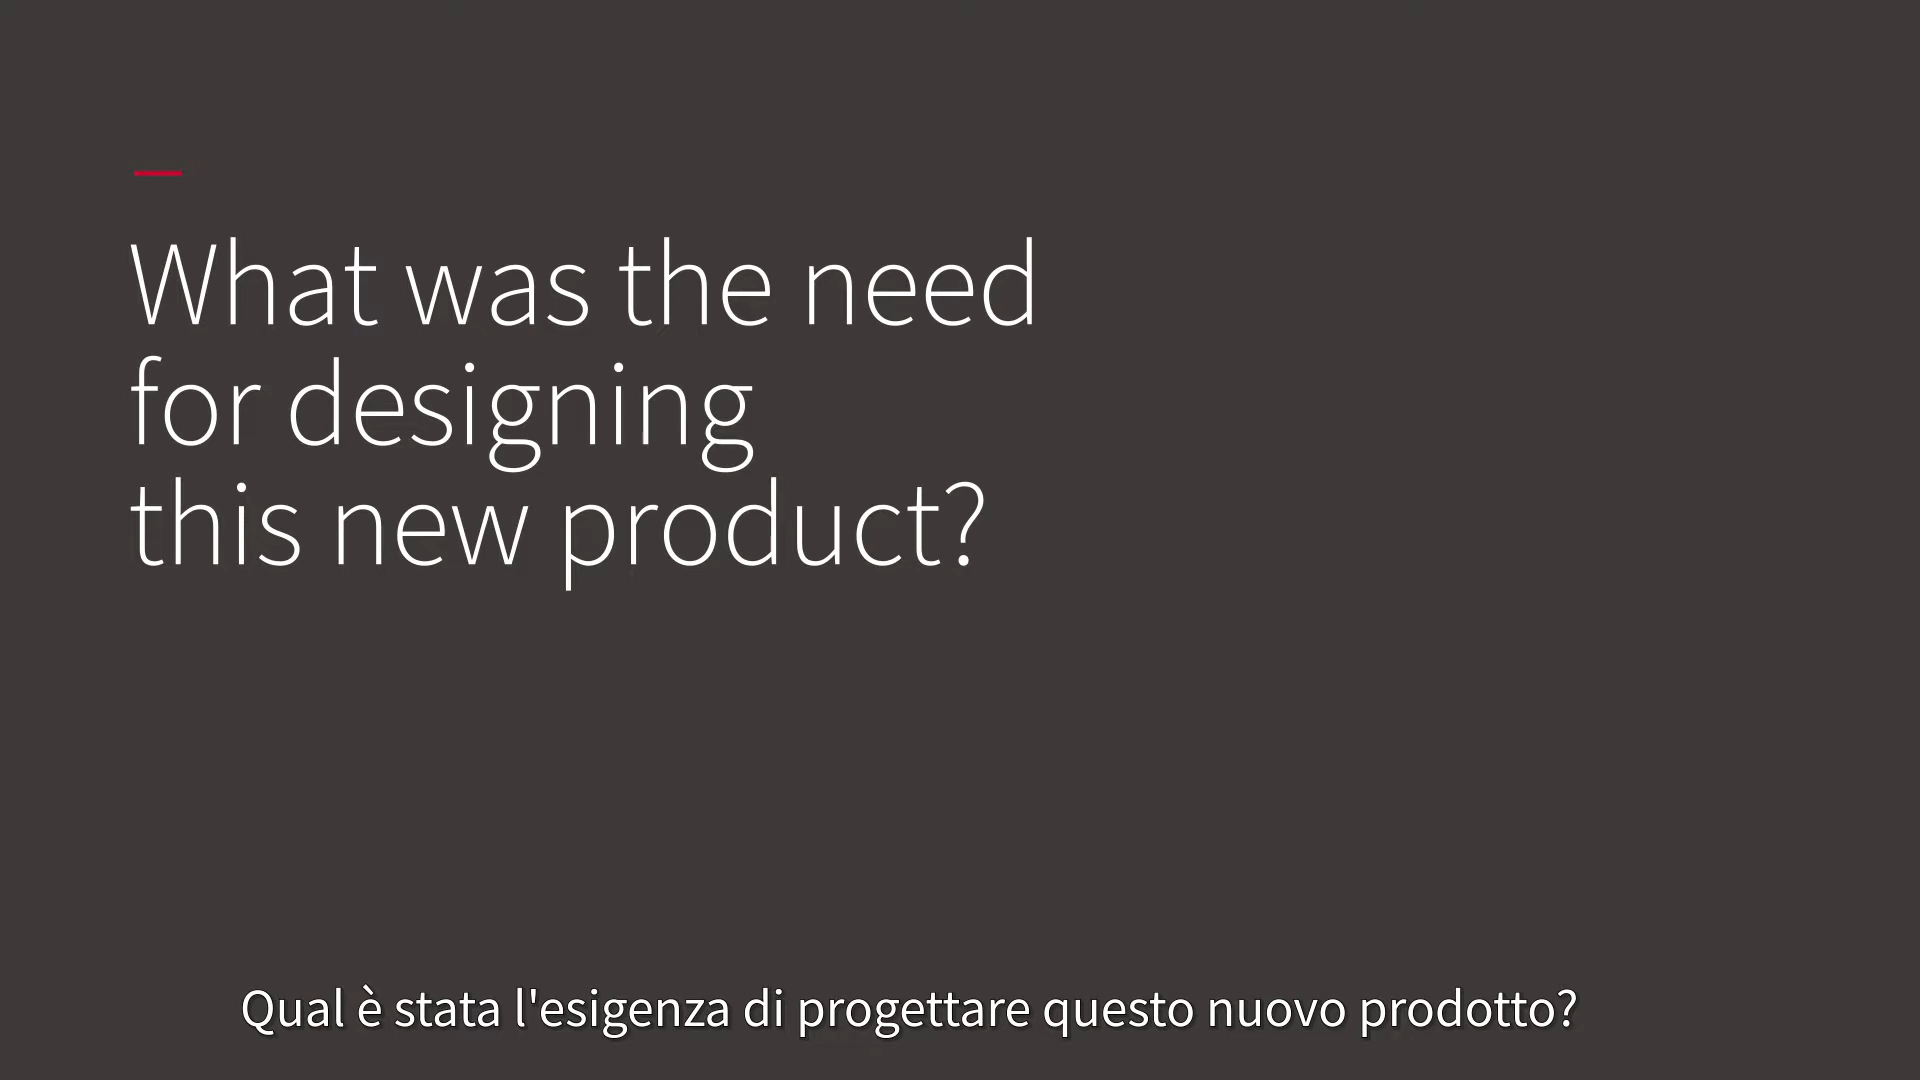 What was the need
for designing
this new product?
Qual è stata l'esigenza di progettare questo nuovo prodotto?